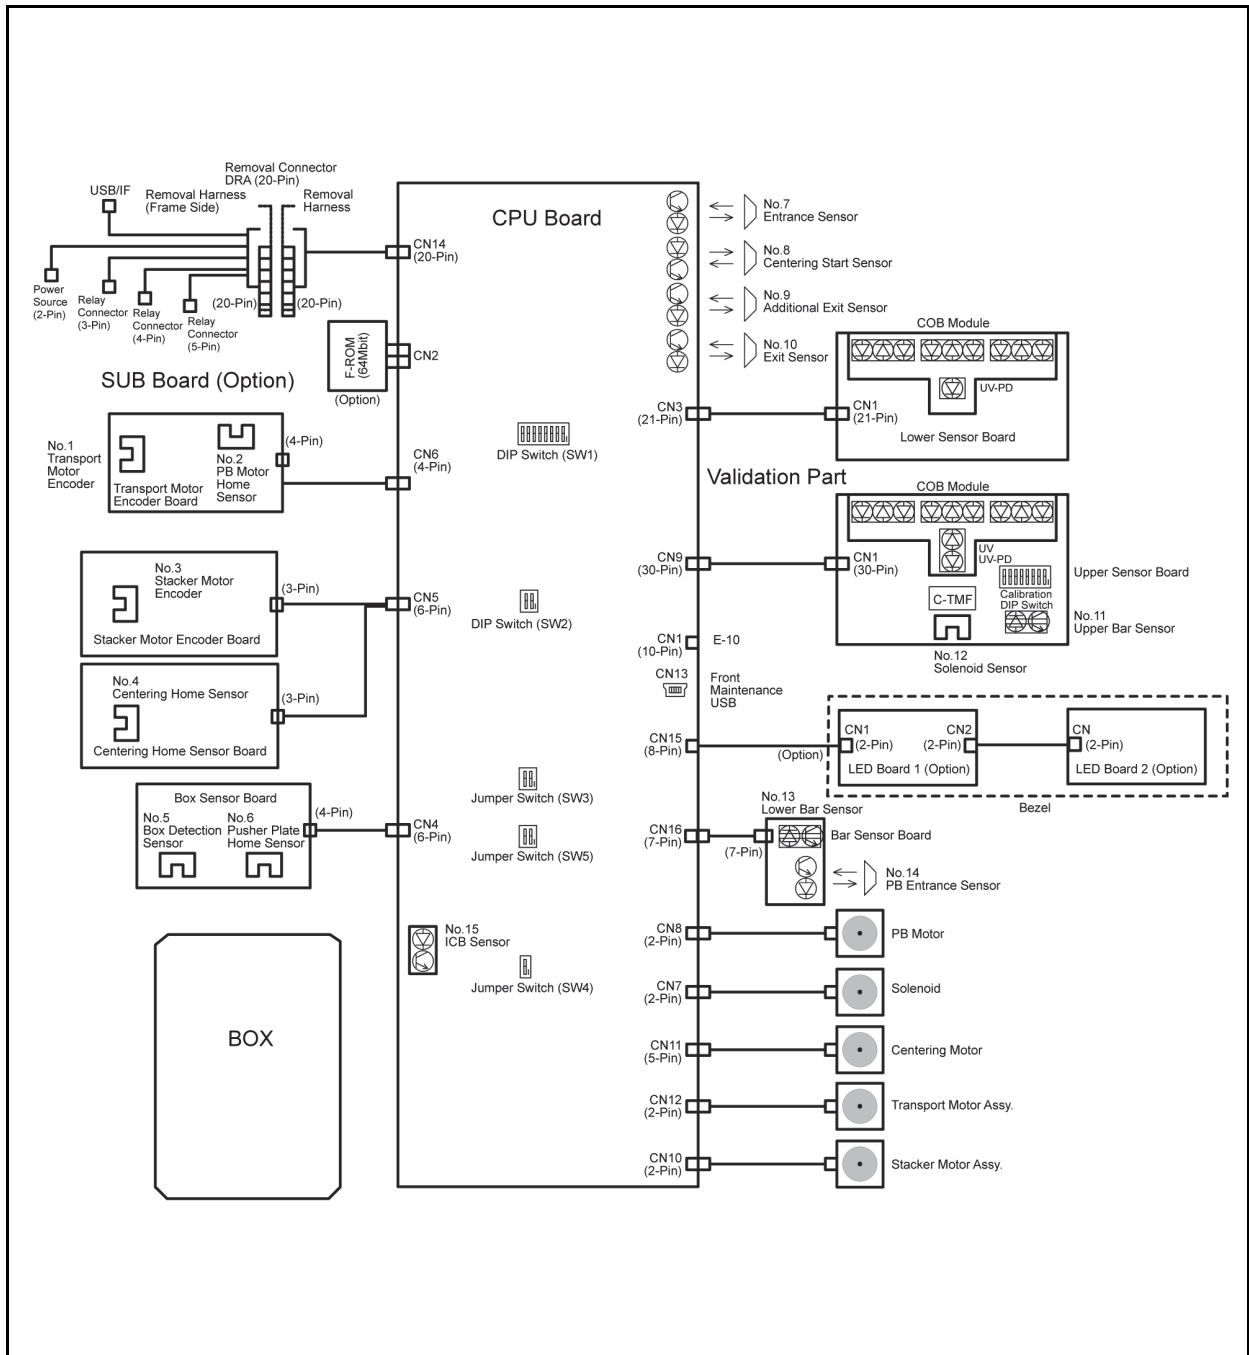 Removal Connector
DRA (20-Pin)
USB/IF
Removal Harness
(Frame Side)
Removal
Harness
Power
Source
(2-Pin)
Relay
Connector
(3-Pin)
Relay
Connector
(4-Pin)
Relay
Connector
(5-Pin)
(20-Pin)
(20-Pin)
CPU Board
CN14
(20-Pin)
F-ROM
(64Mbit)
CN2
(Option)
SUB Board (Option)
No.1
Transport
Motor
Encoder
Transport Motor
Encoder Board
No.2
PB Motor
Home
Sensor
(4-Pin)
CN6
(4-Pin)
No.3
Stacker Motor
Encoder
(3-Pin)
Stacker Motor Encoder Board
CN5
(6-Pin)
No.4
Centering Home Sensor
(3-Pin)
Centering Home Sensor Board
Box Sensor Board
No.5
Box Detection
Sensor
No.6
Pusher Plate
Home Sensor
(4-Pin)
CN4
(6-Pin)
BOX
DIP Switch (SW1)
DIP Switch (SW2)
Jumper Switch (SW3)
Jumper Switch (SW5)
No.15
ICB Sensor
Jumper Switch (SW4)
No.7
Entrance Sensor
No.8
Centering Start Sensor
No.9
Additional Exit Sensor
No.10
Exit Sensor
COB Module
UV-PD
CN3
(21-Pin)
CN1
(21-Pin)
Lower Sensor Board
Validation Part
COB Module
UV
UV-PD
CN9
(30-Pin)
CN1
(30-Pin)
Upper Sensor Board
Calibration
DIP Switch
C-TMF
No.11
Upper Bar Sensor
No.12
Solenoid Sensor
CN1
(10-Pin)
E-10
CN13
Front
Maintenance
USB
CN15
(8-Pin)
(Option)
CN1
(2-Pin)
CN2
(2-Pin)
LED Board 1 (Option)
CN
(2-Pin)
LED Board 2 (Option)
Bezel
No.13
Lower Bar Sensor
CN16
(7-Pin)
(7-Pin)
Bar Sensor Board
No.14
PB Entrance Sensor
CN8
(2-Pin)
PB Motor
CN7
(2-Pin)
Solenoid
CN11
(5-Pin)
Centering Motor
CN12
(2-Pin)
Transport Motor Assy.
CN10
(2-Pin)
Stacker Motor Assy.